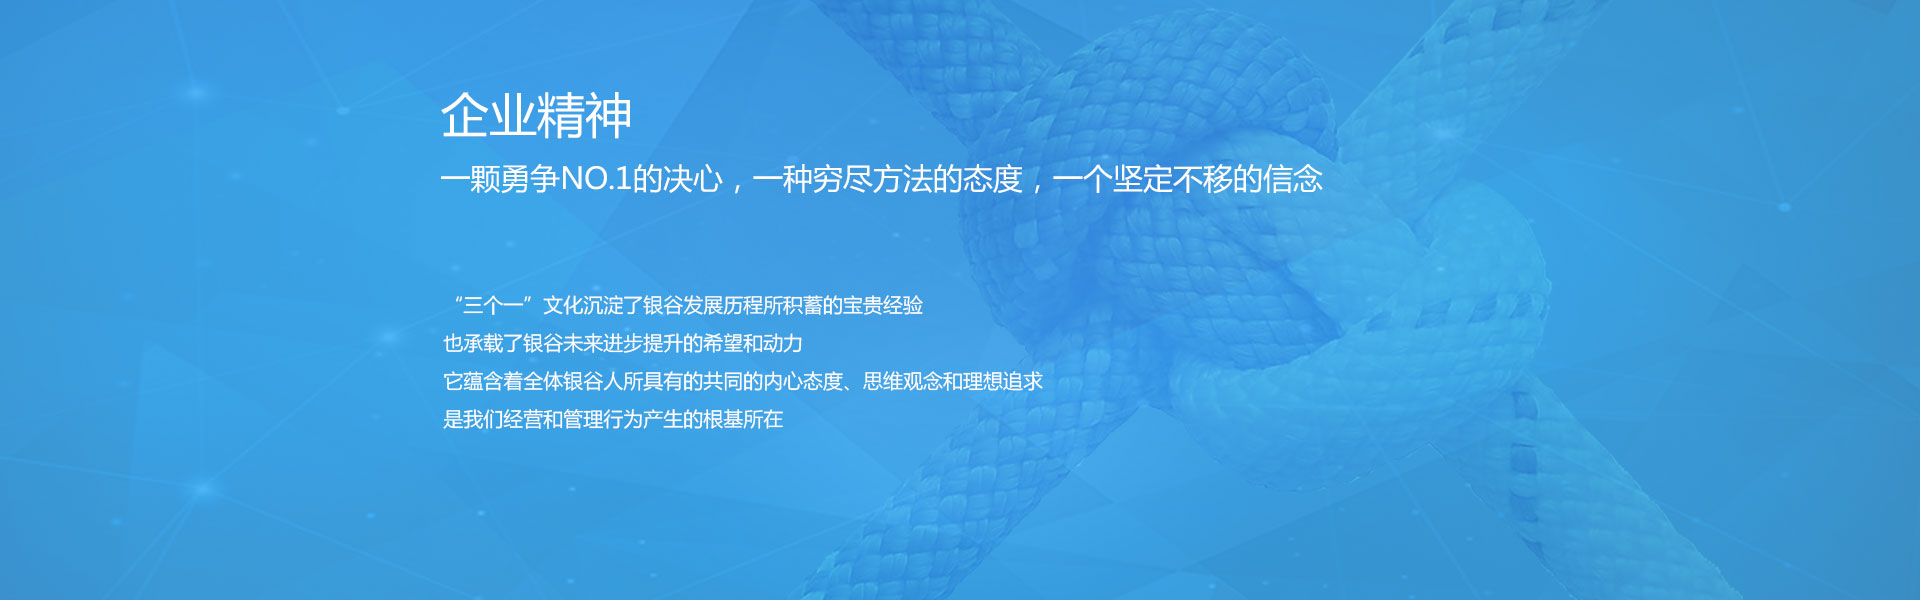 企业精神
一颗勇争NO.1的决心，一种穷尽方法的态度，一个坚定不移的信念
“三个一”文化沉淀了银谷发展历程所积蓄的宝贵经验
也承载了银谷未来进步提升的希望和动力
它蕴含着全体银谷人所具有的共同的内心态度、思维观念和理想追求
是我们经营和管理行为产生的根基所在